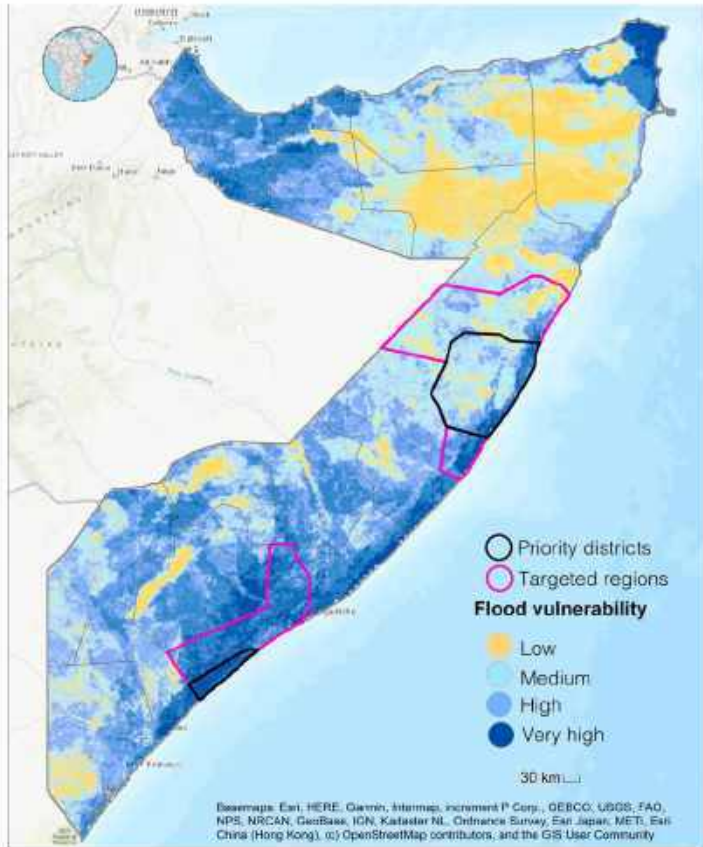 Priority districts
Targeted regions
Flood vulnerability
Low
Medium
High
Very high
30 km
Basemaps: Esri, HERE, Garmin, Intermap, increment P Corp., GEBCO, USGS, FAO,
NPS, NRCAN, GeoBase, IGN, Kadaster NL, Ordnance Survey, Esri Japan, METI, Esri
China (Hong Kong), (c) OpenStreetMap contributors, and the GIS User Community